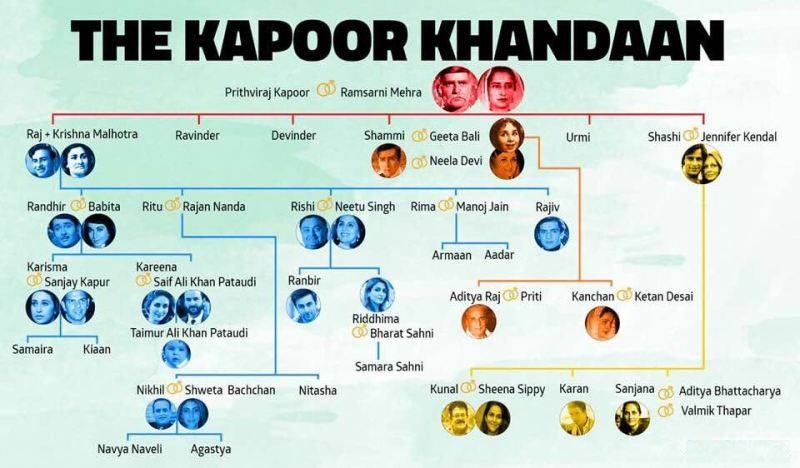 THE KAPOOR KHANDAAN
Prithviraj Kapoor Ramsarni Mehra
Raj + Krishna Malhotra
Ravinder
Devinder
Shammi Geeta Bali
Neela Devi
Urmi
Shashi Jennifer Kendal
Randhir Babita
Ritu Rajan Nanda
Rishi Neetu Singh
Rima Manoj Jain
Rajiv
Armaan Aadar
Karisma
Sanjay Kapur
Kareena
Saif Ali Khan Pataudi
Ranbir
Riddhima
Bharat Sahni
Aditya Raj Priti
Kanchan Ketan Desai
Taimur Ali Khan Pataudi
Samaira Kiaan
Samara Sahni
Nikhil Shweta Bachchan
Nitasha
Kunal Sheena Sippy
Karan
Sanjana Aditya Bhattacharya
Valmik Thapar
Navya Naveli Agastya